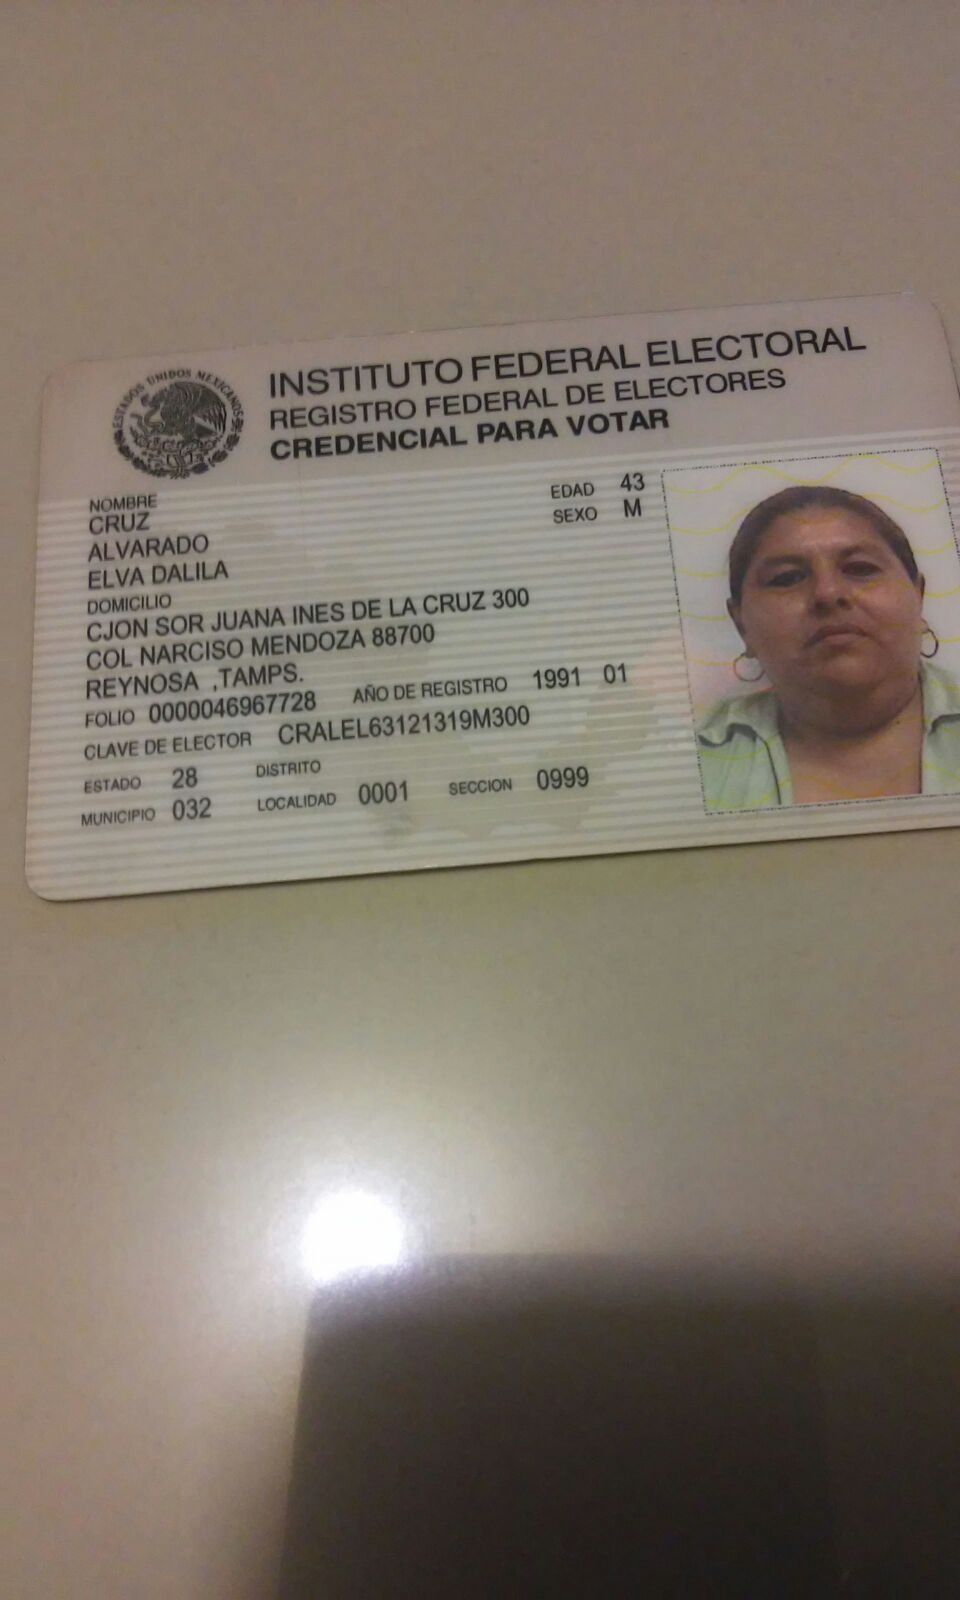 ESTADOS UNIDOS MEXICANOS
INSTITUTO FEDERAL ELECTORAL
REGISTRO FEDERAL DE ELECTORES
CREDENCIAL PARA VOTAR
NOMBRE
CRUZ
ALVARADO
ELVA DALILA
EDAD 43
SEXO M
DOMICILIO
CJON SOR JUANA INES DE LA CRUZ 300
COL NARCISO MENDOZA 88700
REYNOSA ,TAMPS.
FOLIO 0000046967728 AÑO DE REGISTRO 1991 01
CLAVE DE ELECTOR CRALEL63121319M300
ESTADO 28 DISTRITO
MUNICIPIO 032 LOCALIDAD 0001 SECCION 0999